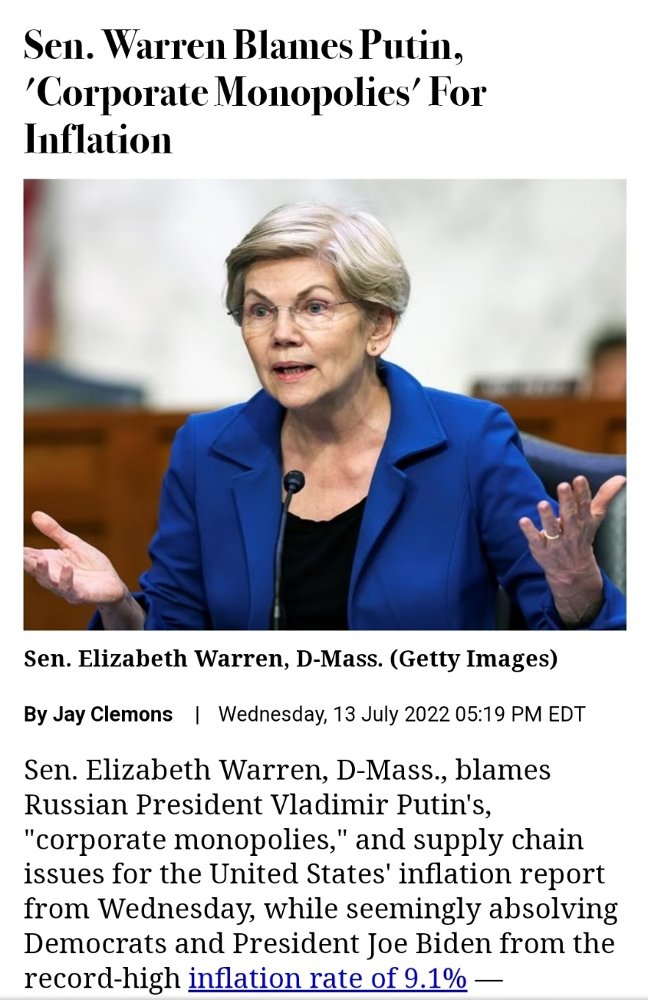 Sen. Warren Blames Putin,
'Corporate Monopolies' For
Inflation
Sen. Elizabeth Warren, D-Mass. (Getty Images)
By Jay Clemons | Wednesday, 13 July 2022 05:19 PM EDT
Sen. Elizabeth Warren, D-Mass., blames
Russian President Vladimir Putin's,
"corporate monopolies," and supply chain
issues for the United States' inflation report
from Wednesday, while seemingly absolving
Democrats and President Joe Biden from the
record-high inflation rate of 9.1% —